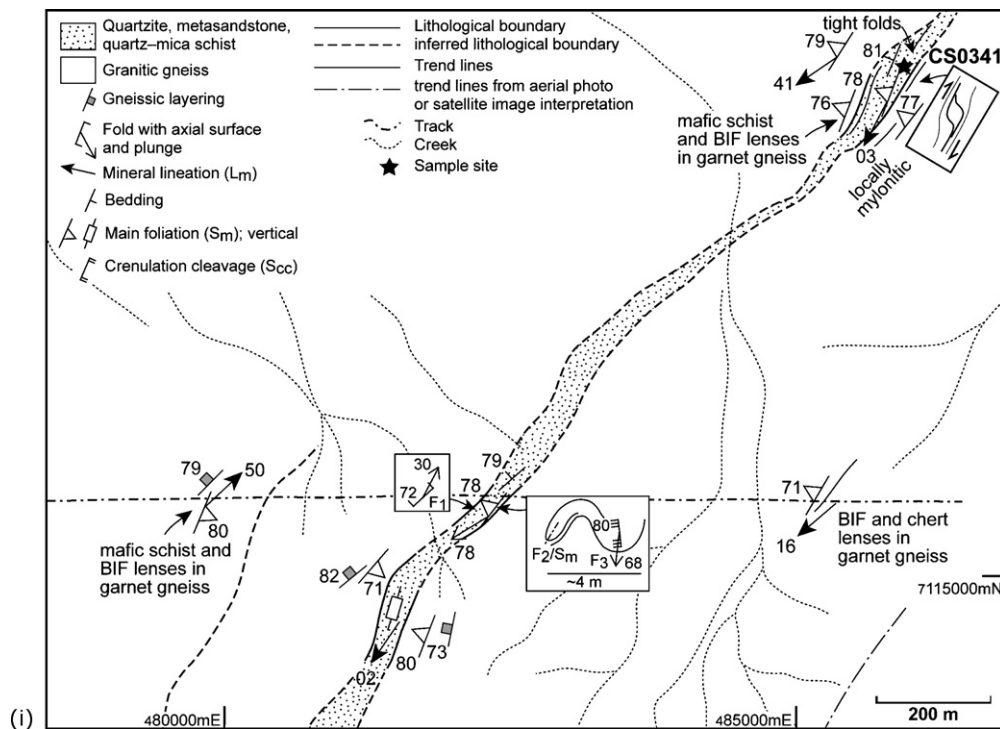 Quartzite, metasandstone,
quartz–mica schist
Granitic gneiss
Gneissic layering
Fold with axial surface
and plunge
Mineral lineation (Lm)
Bedding
Main foliation (Sm); vertical
Crenulation cleavage (Scc)
Lithological boundary
inferred lithological boundary
Trend lines
trend lines from aerial photo
or satellite image interpretation
Track
Creek
Sample site
tight folds
79
81
CS0341
41
78
76
77
mafic schist
and BIF lenses
in garnet gneiss
03
locally
mylonitic
79
50
80
mafic schist and
BIF lenses in
garnet gneiss
30
72
F1
78
79
78
80
F2/Sm
F3
68
~4 m
71
16
BIF and chert
lenses in
garnet gneiss
82
71
80
73
02
7115000mN
480000mE
485000mE
200 m
(i)